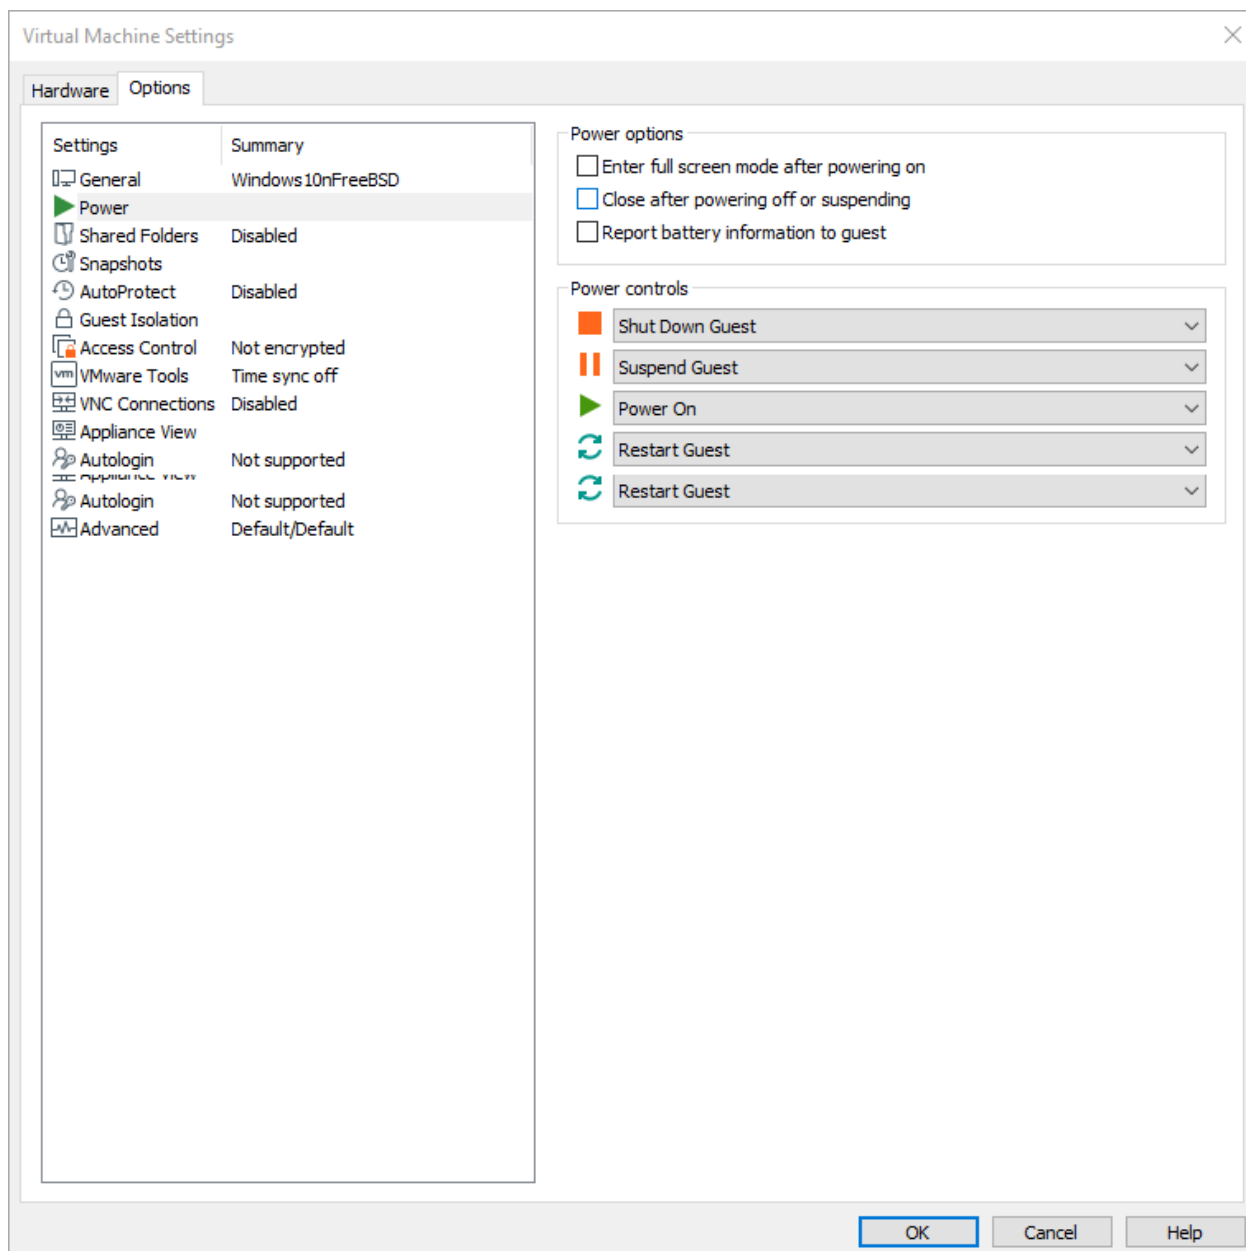 Virtual Machine Settings
Hardware Options
Settings Summary
General Windows10nFreeBSD
Power
Shared Folders Disabled
Snapshots
AutoProtect Disabled
Guest Isolation
Access Control Not encrypted
vm VMware Tools Time sync off
VNC Connections Disabled
Appliance View
Autologin Not supported
Appliance View
Autologin Not supported
Advanced Default/Default
Power options
Enter full screen mode after powering on
Close after powering off or suspending
Report battery information to guest
Power controls
Shut Down Guest
Suspend Guest
Power On
Restart Guest
Restart Guest
OK Cancel Help